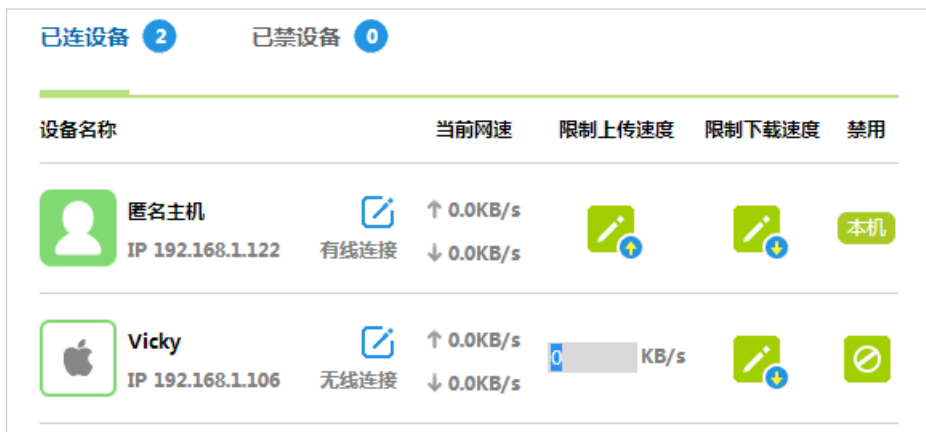 已连设备 2 已禁设备 0
设备名称 当前网速 限制上传速度 限制下载速度 禁用
匿名主机 ↑ 0.0KB/s 本机
IP 192.168.1.122 有线连接 ↓ 0.0KB/s
Vicky ↑ 0.0KB/s 0 KB/s
IP 192.168.1.106 无线连接 ↓ 0.0KB/s